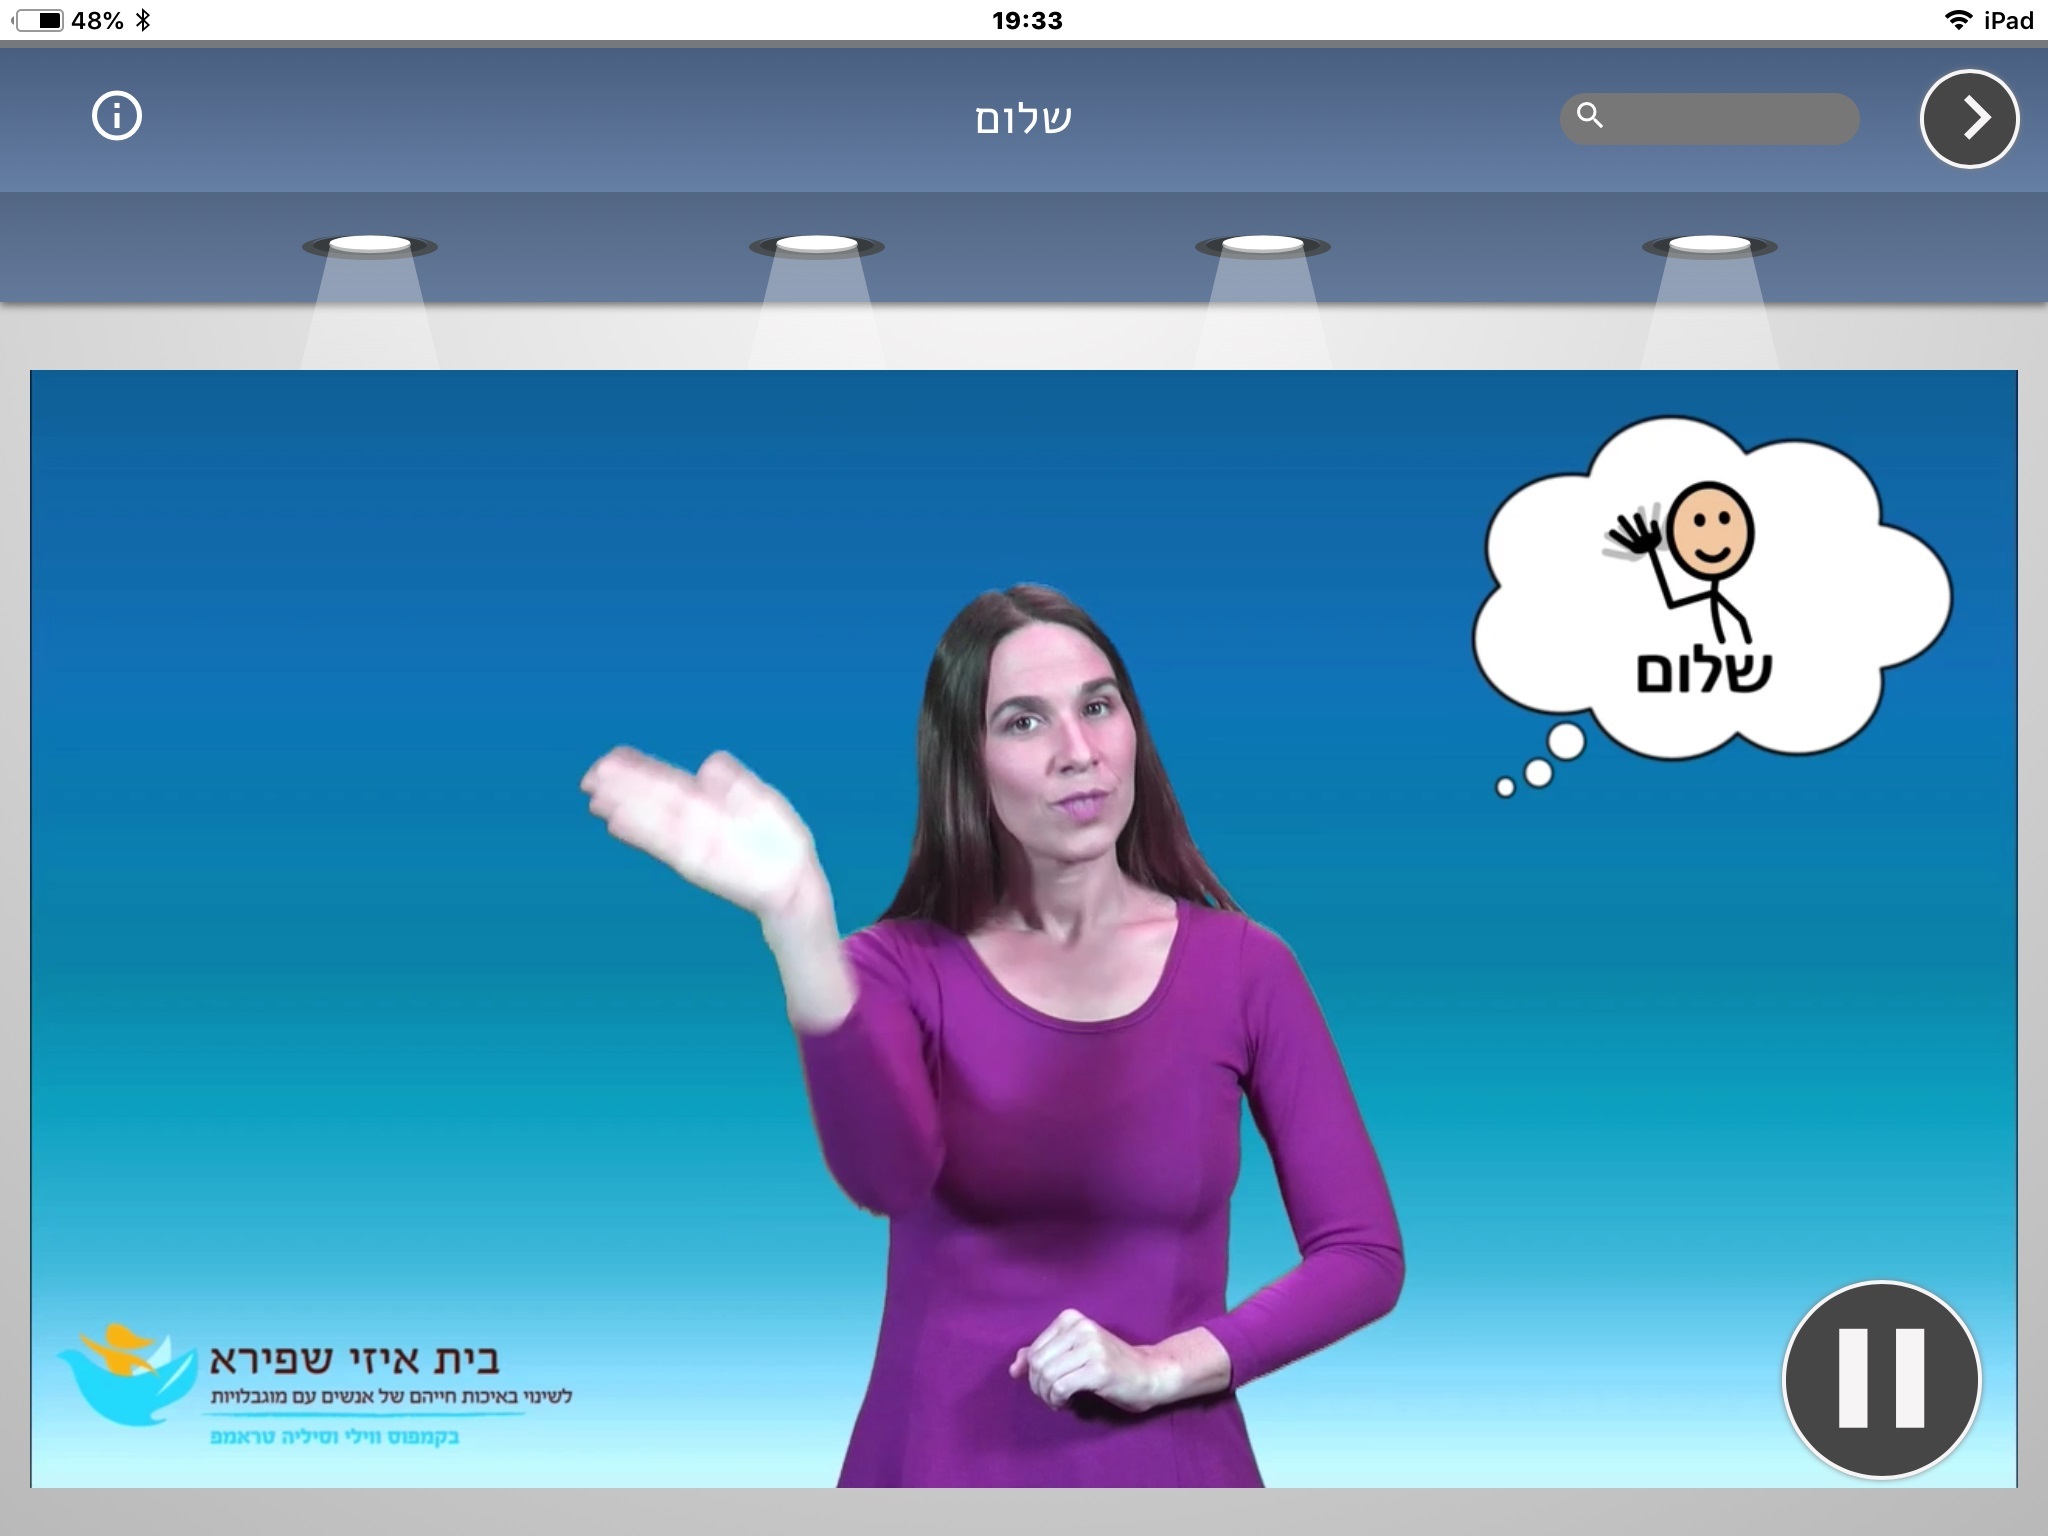 48%
19:33
iPad
שלום
שלום
בית איזי שפירא
לשינוי באיכות חייהם של אנשים עם מוגבלויות
בקמפוס ווילי וסיליה טראמפ